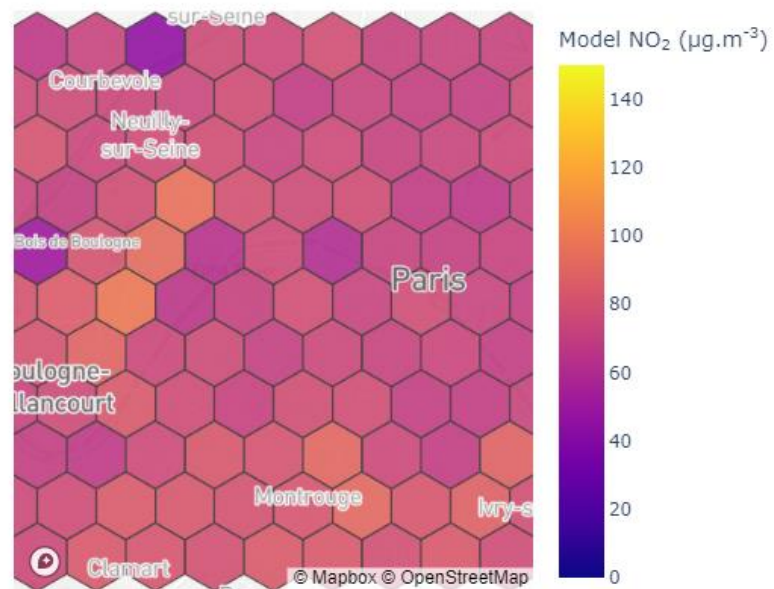 sur-Seine
Model NO₂ (µg.m⁻³)
Courbevoie
Neuilly-
sur-Seine
Bois de Boulogne
Paris
oulogne-
llancourt
Montrouge
Ivry-s
Clamart
© Mapbox © OpenStreetMap
140
120
100
80
60
40
20
0